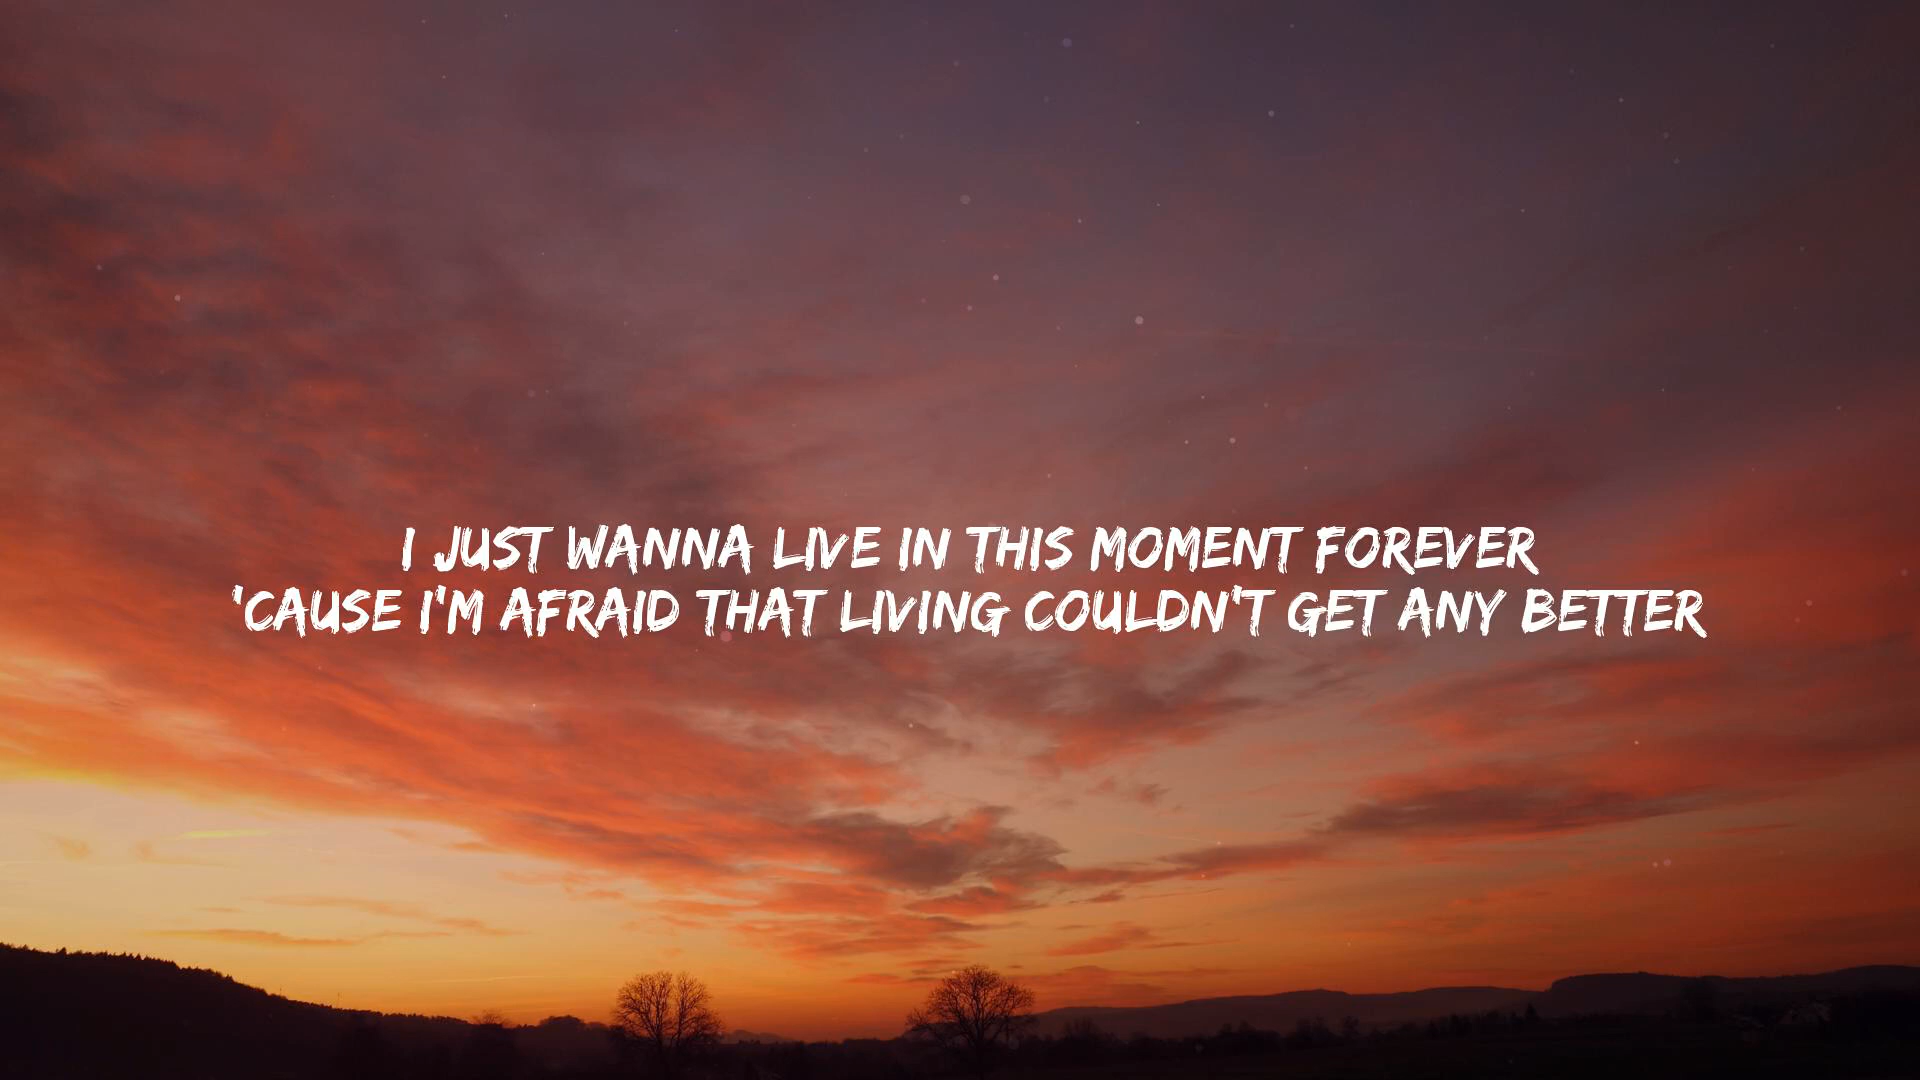 I JUST WANNA LIVE IN THIS MOMENT FOREVER
'CAUSE I'M AFRAID THAT LIVING COULDN'T GET ANY BETTER